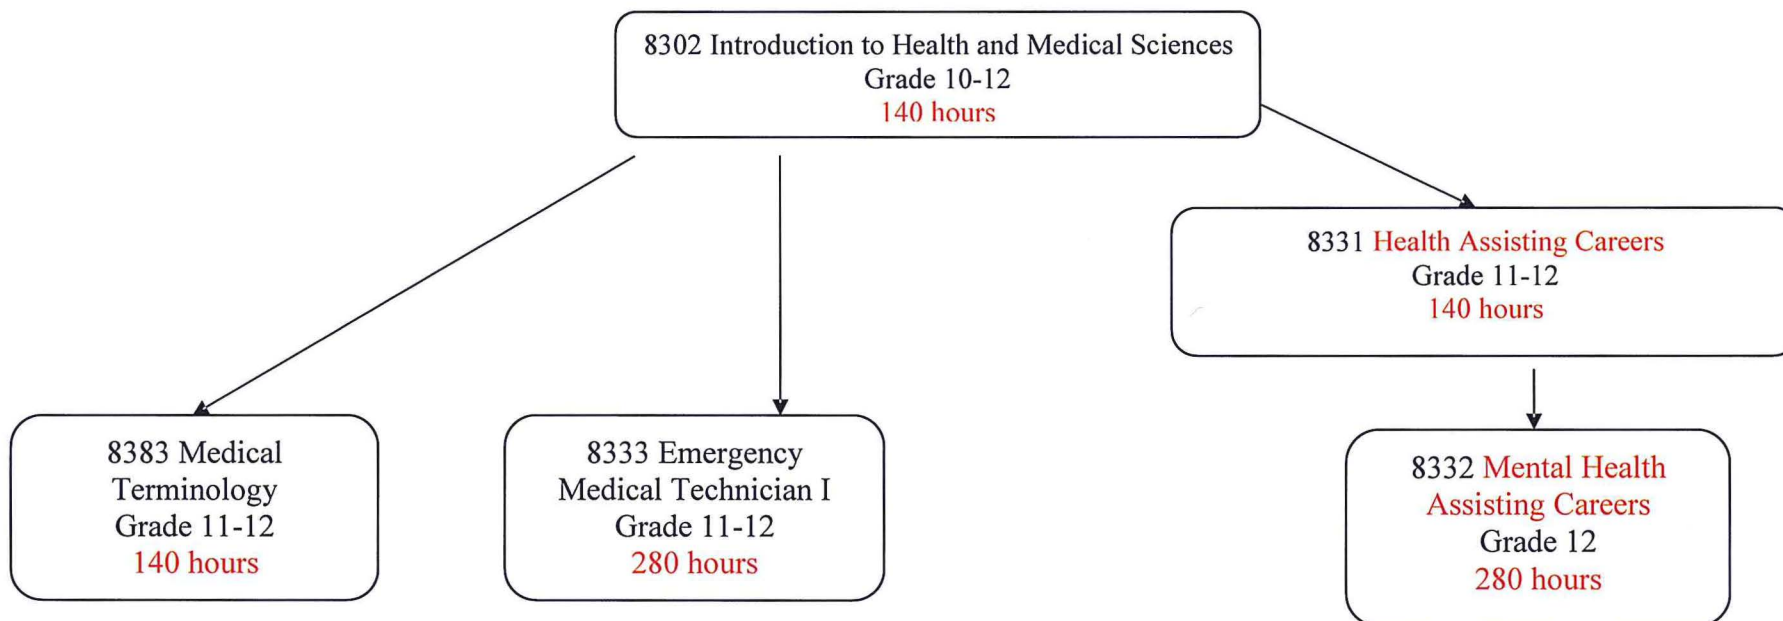 8302 Introduction to Health and Medical Sciences
Grade 10-12
140 hours
8331 Health Assisting Careers
Grade 11-12
140 hours
8383 Medical
Terminology
Grade 11-12
140 hours
8333 Emergency
Medical Technician I
Grade 11-12
280 hours
8332 Mental Health
Assisting Careers
Grade 12
280 hours